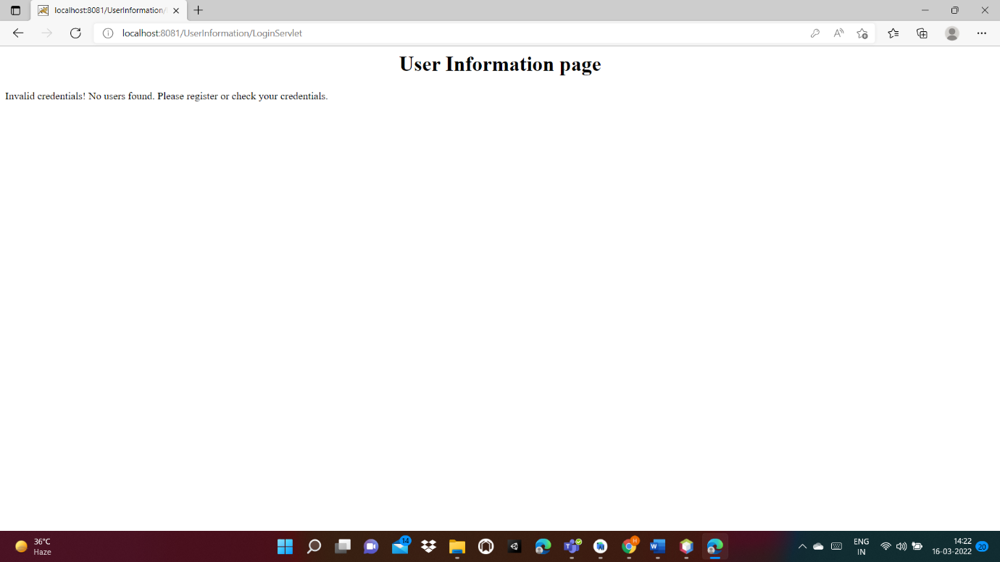 localhost:8081/UserInformation/
localhost:8081/UserInformation/LoginServlet
User Information page
Invalid credentials! No users found. Please register or check your credentials.
36°C
Haze
14
H
ENG
IN
14:22
16-03-2022
20